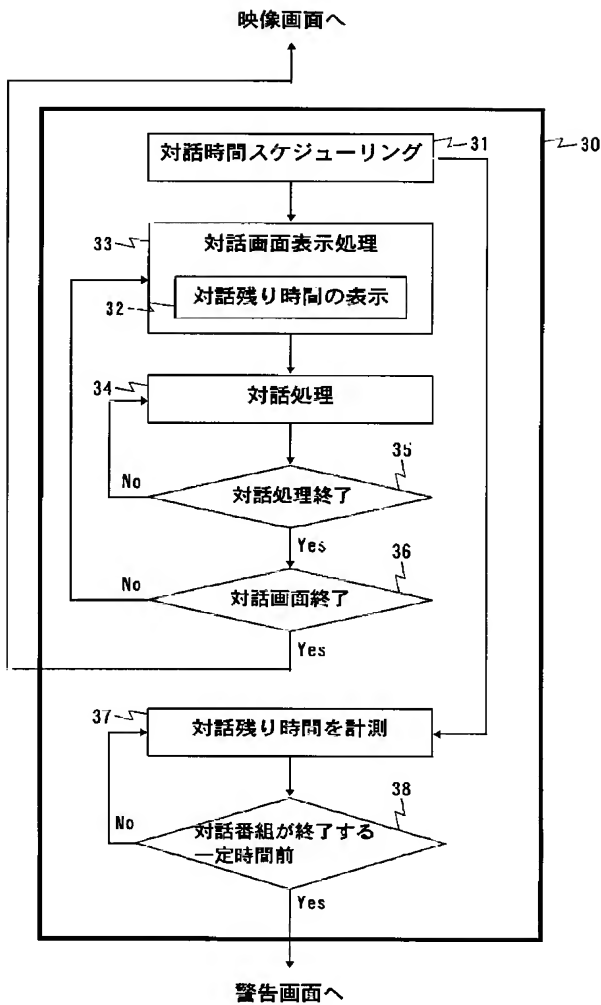 映像画面へ
対話時間スケジューリング
31
30
33
対話画面表示処理
32
対話残り時間の表示
34
対話処理
35
No
対話処理終了
Yes
36
No
対話画面終了
Yes
37
対話残り時間を計測
38
No
対話番組が終了する
一定時間前
Yes
警告画面へ